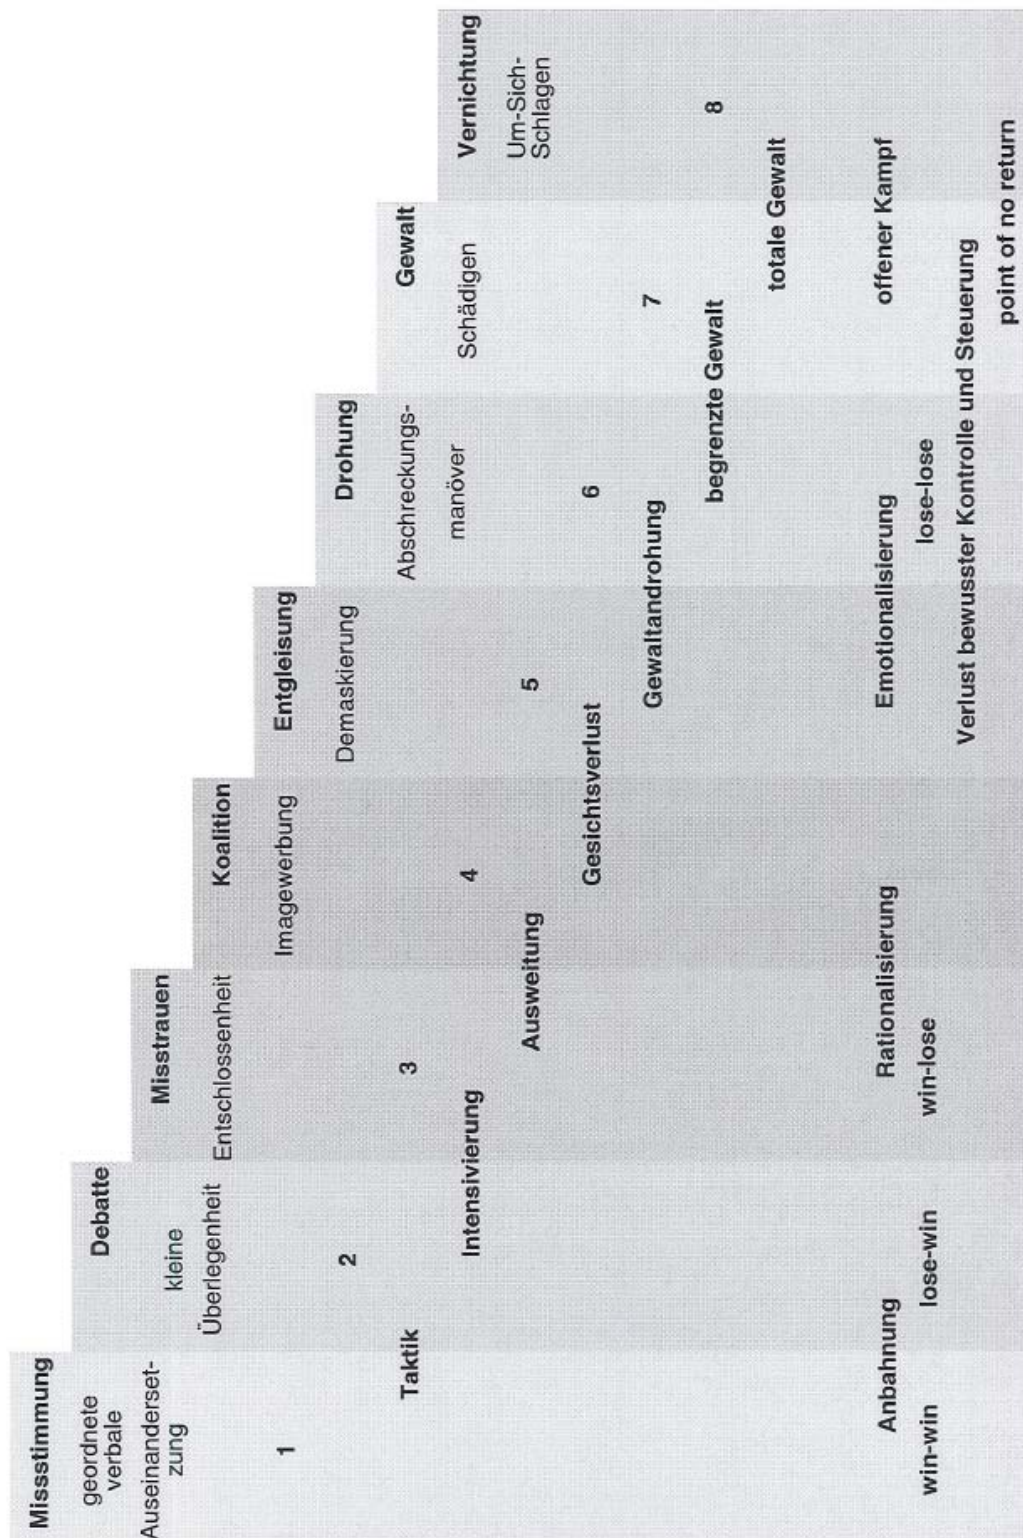 Missstimmung
geordnete
verbale
Auseinanderset-
zung
1
Debatte
kleine
Überlegenheit
2
Taktik
Misstrauen
Entschlossenheit
3
Intensivierung
Koalition
Imagewerbung
4
Ausweitung
Entgleisung
Demaskierung
5
Gesichtsverlust
Drohung
Abschreckungs-
manöver
6
Gewaltandrohung
Gewalt
Schädigen
7
begrenzte Gewalt
Vernichtung
Um-Sich-
Schlagen
8
totale Gewalt
Anbahnung
Rationalisierung
Emotionalisierung
offener Kampf
win-win
lose-win
win-lose
lose-lose
Verlust bewusster Kontrolle und Steuerung
point of no return